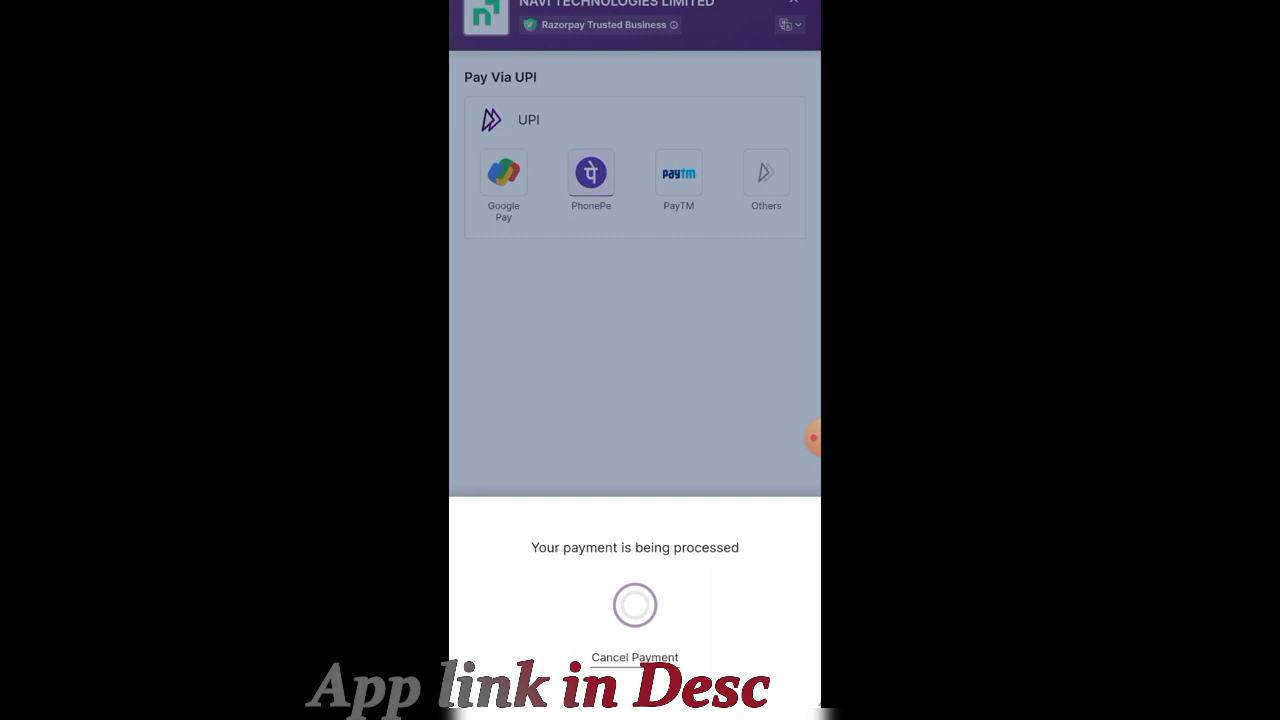 NAVI TECHNOLOGIES LIMITED
Razorpay Trusted Business
Pay Via UPI
UPI
पे
paytm
Google Pay
PhonePe
PayTM
Others
Your payment is being processed
Cancel Payment
App link in Desc